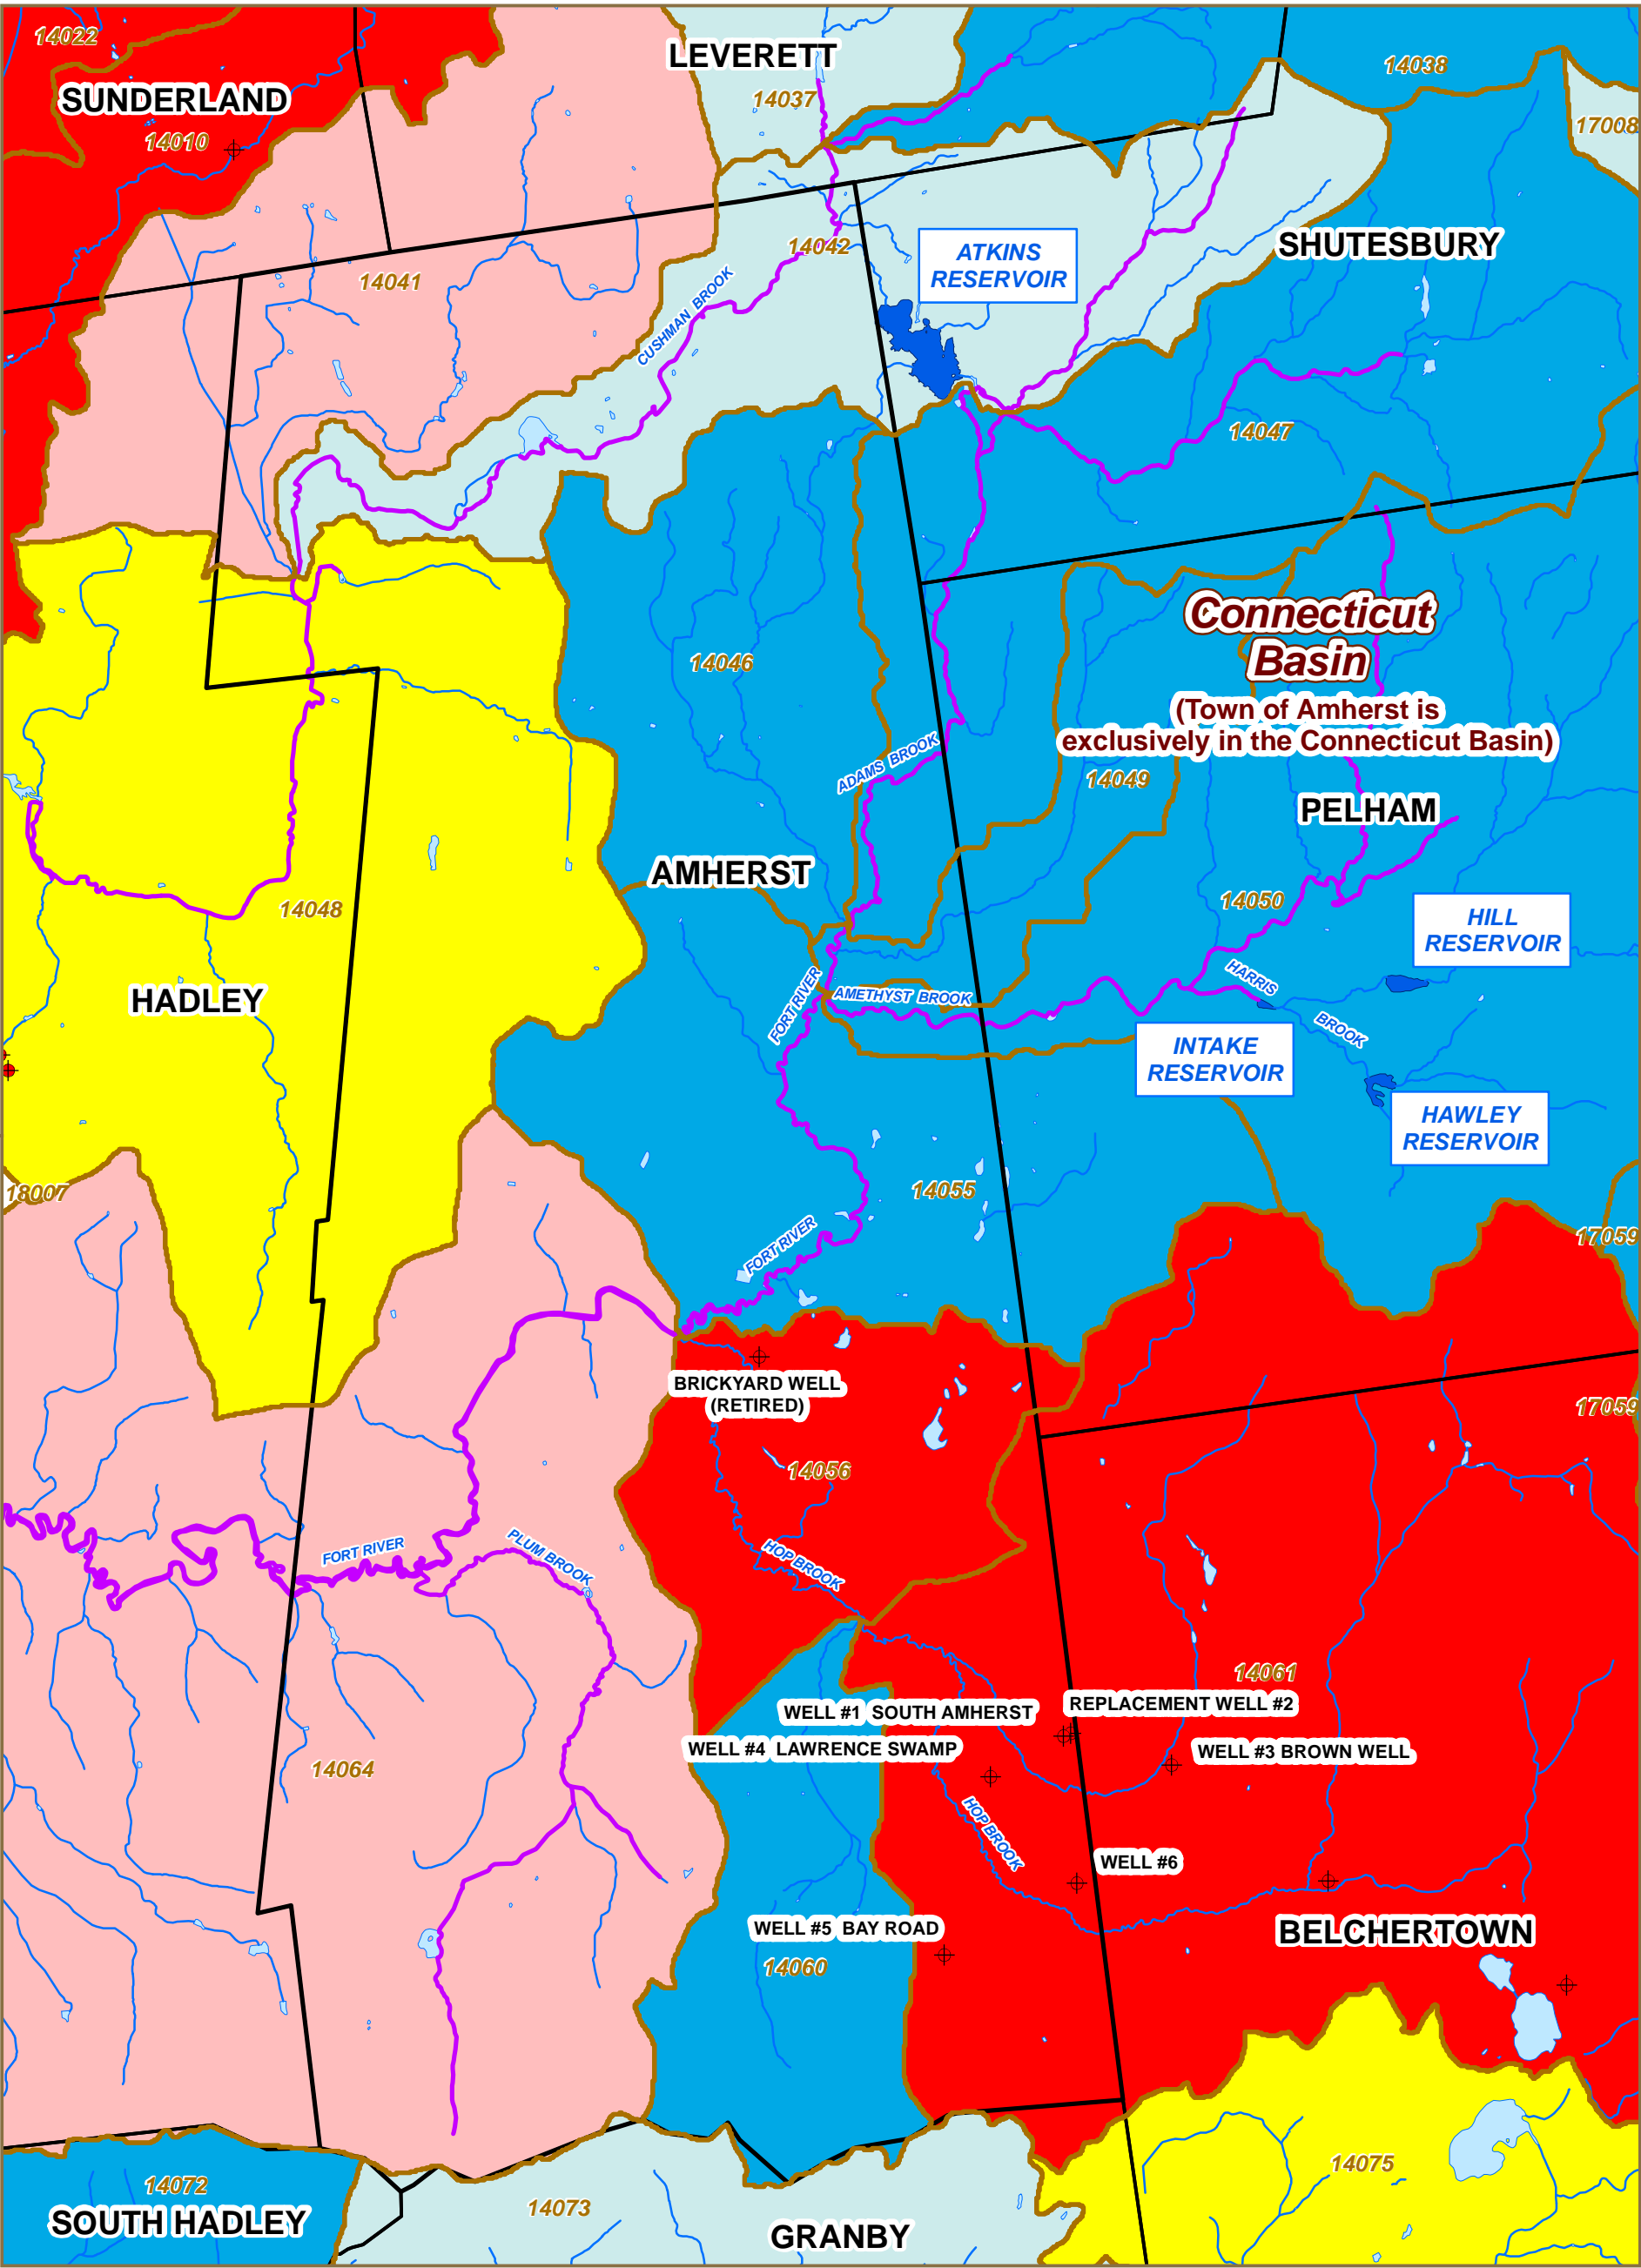 14022
LEVERETT
14038
SUNDERLAND
14037
14010
17008
14042
SHUTESBURY
ATKINS
RESERVOIR
14041
CUSHMAN BROOK
14047
Connecticut
Basin
(Town of Amherst is
exclusively in the Connecticut Basin)
14046
ADAMS BROOK
14049
PELHAM
AMHERST
14048
14050
HILL
RESERVOIR
HADLEY
HARRIS
BROOK
AMETHYST BROOK
FORT RIVER
INTAKE
RESERVOIR
HAWLEY
RESERVOIR
18007
14055
FORT RIVER
17059
BRICKYARD WELL
(RETIRED)
17059
14056
FORT RIVER
PLUM BROOK
HOP BROOK
14061
WELL #1 SOUTH AMHERST
REPLACEMENT WELL #2
WELL #4 LAWRENCE SWAMP
WELL #3 BROWN WELL
14064
HOP BROOK
WELL #6
WELL #5 BAY ROAD
BELCHERTOWN
14060
14075
14072
SOUTH HADLEY
14073
GRANBY